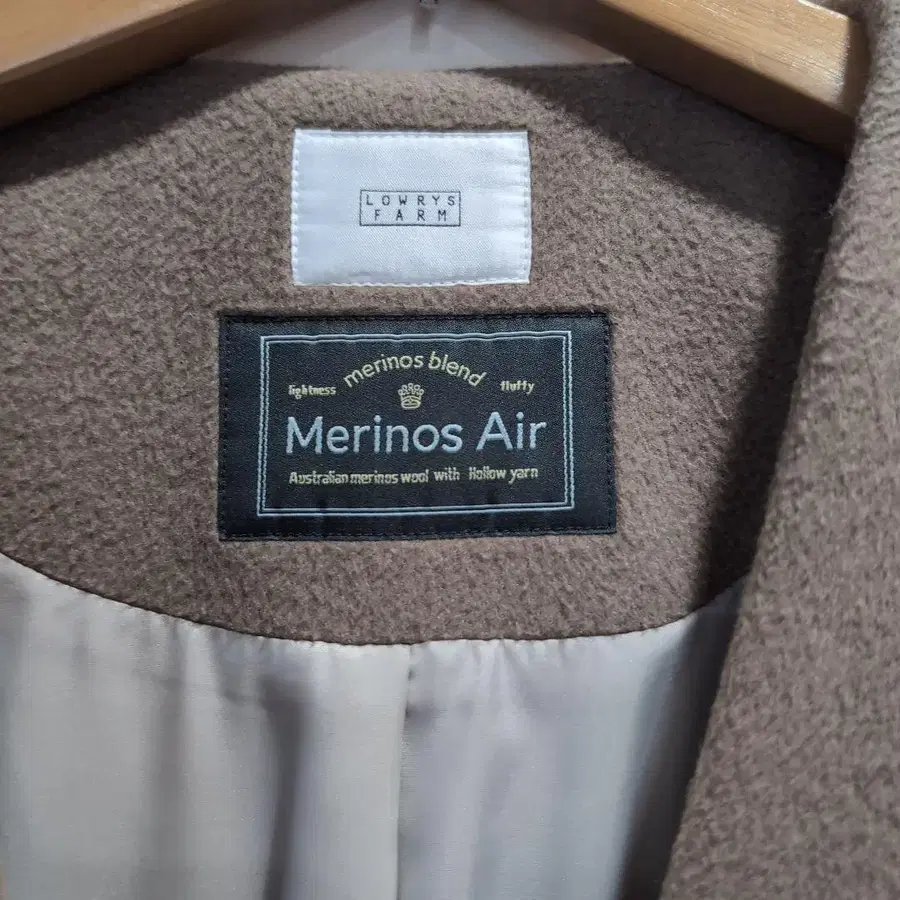 LOWRYS
FARM
merinos blend
lightness
fluffy
Merinos Air
Australian merinos wool with Hollow yarn